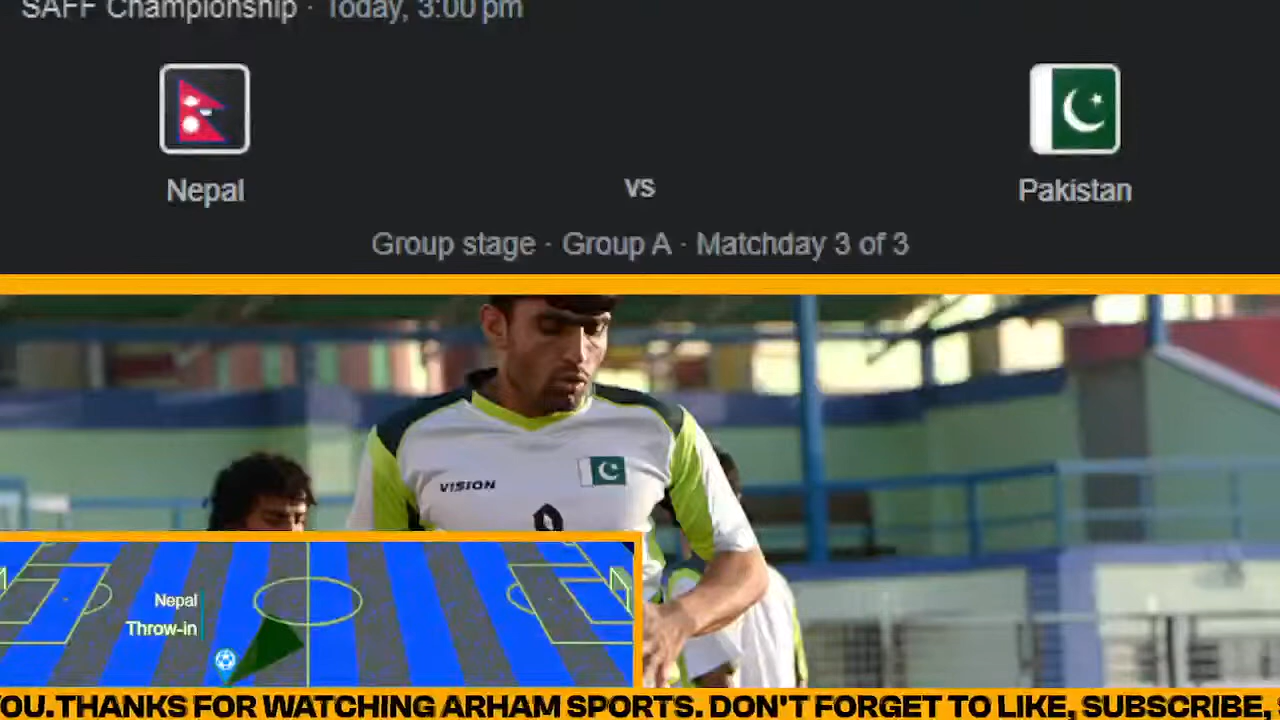 SAFF Championship · Today, 3:00 pm
Nepal
vs
Pakistan
Group stage · Group A · Matchday 3 of 3
VISION
Nepal
Throw-in
OU. THANKS FOR WATCHING ARHAM SPORTS. DON'T FORGET TO LIKE, SUBSCRIBE.